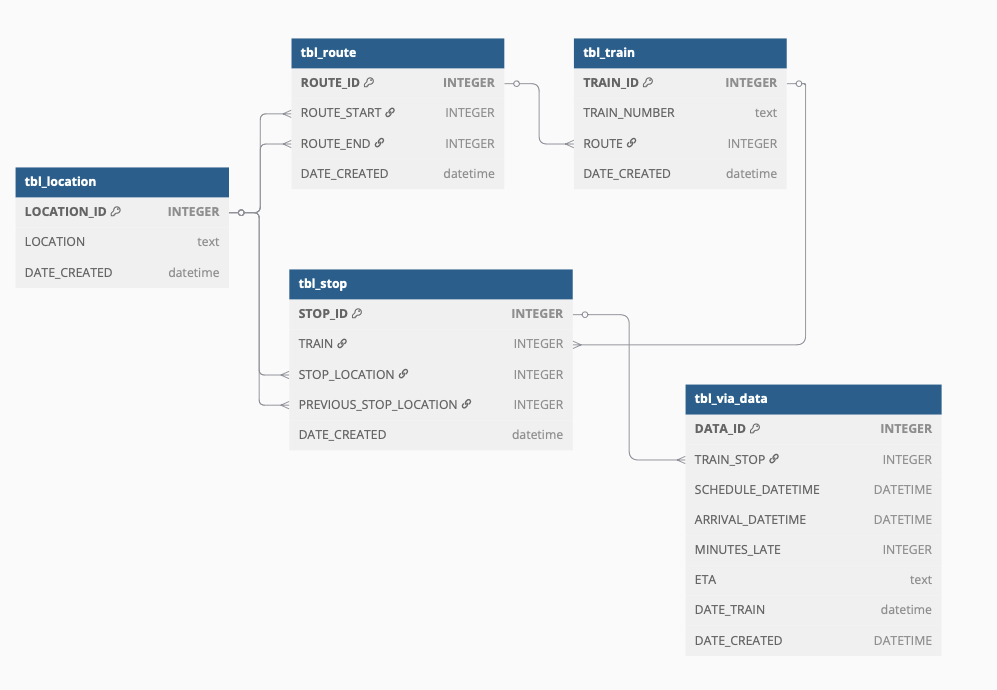 tbl_route
ROUTE_ID INTEGER
ROUTE_START INTEGER
ROUTE_END INTEGER
DATE_CREATED datetime
tbl_train
TRAIN_ID INTEGER
TRAIN_NUMBER text
ROUTE INTEGER
DATE_CREATED datetime
tbl_location
LOCATION_ID INTEGER
LOCATION text
DATE_CREATED datetime
tbl_stop
STOP_ID INTEGER
TRAIN INTEGER
STOP_LOCATION INTEGER
PREVIOUS_STOP_LOCATION INTEGER
DATE_CREATED datetime
tbl_via_data
DATA_ID INTEGER
TRAIN_STOP INTEGER
SCHEDULE_DATETIME DATETIME
ARRIVAL_DATETIME DATETIME
MINUTES_LATE INTEGER
ETA text
DATE_TRAIN datetime
DATE_CREATED DATETIME